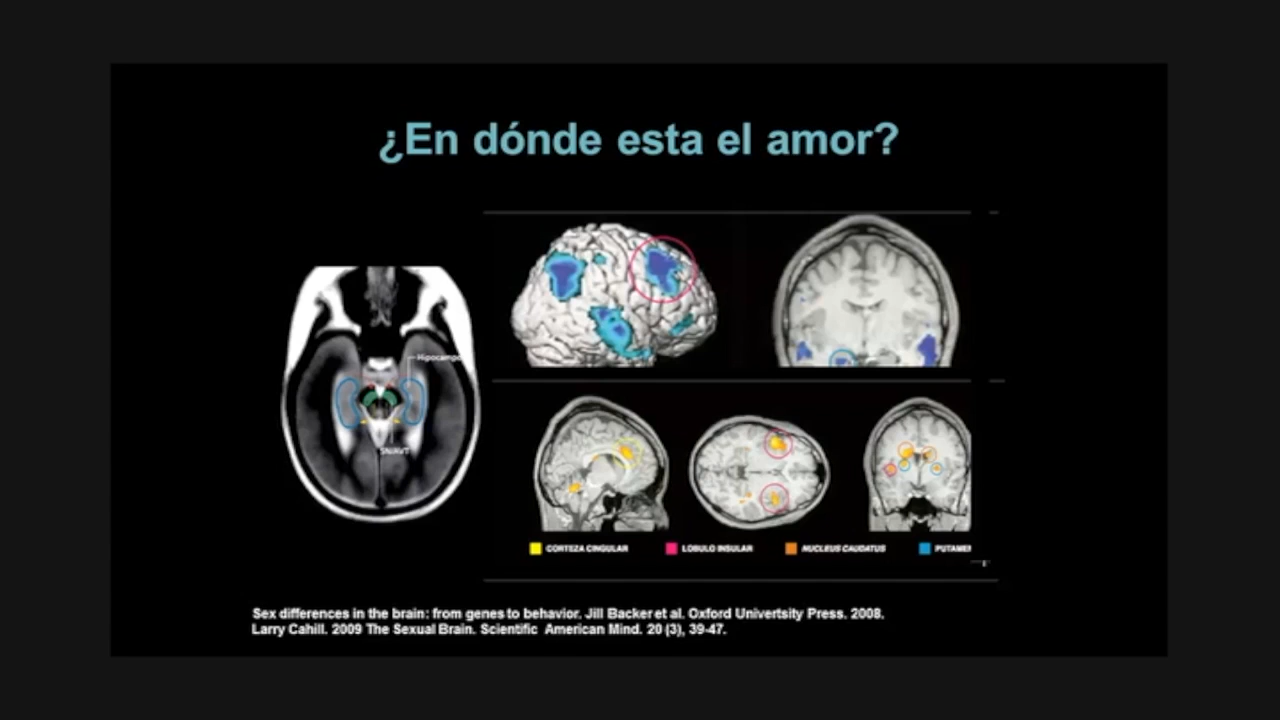 ¿En dónde esta el amor?
Hipocampo
SN/AVT
CORTEZA CINGULAR
LOBULO INSULAR
NUCLEUS CAUDATUS
PUTAMEN
Sex differences in the brain: from genes to behavior. Jill Backer et al. Oxford Univertsity Press. 2008.
Larry Cahill. 2009 The Sexual Brain. Scientific American Mind. 20 (3), 39-47.